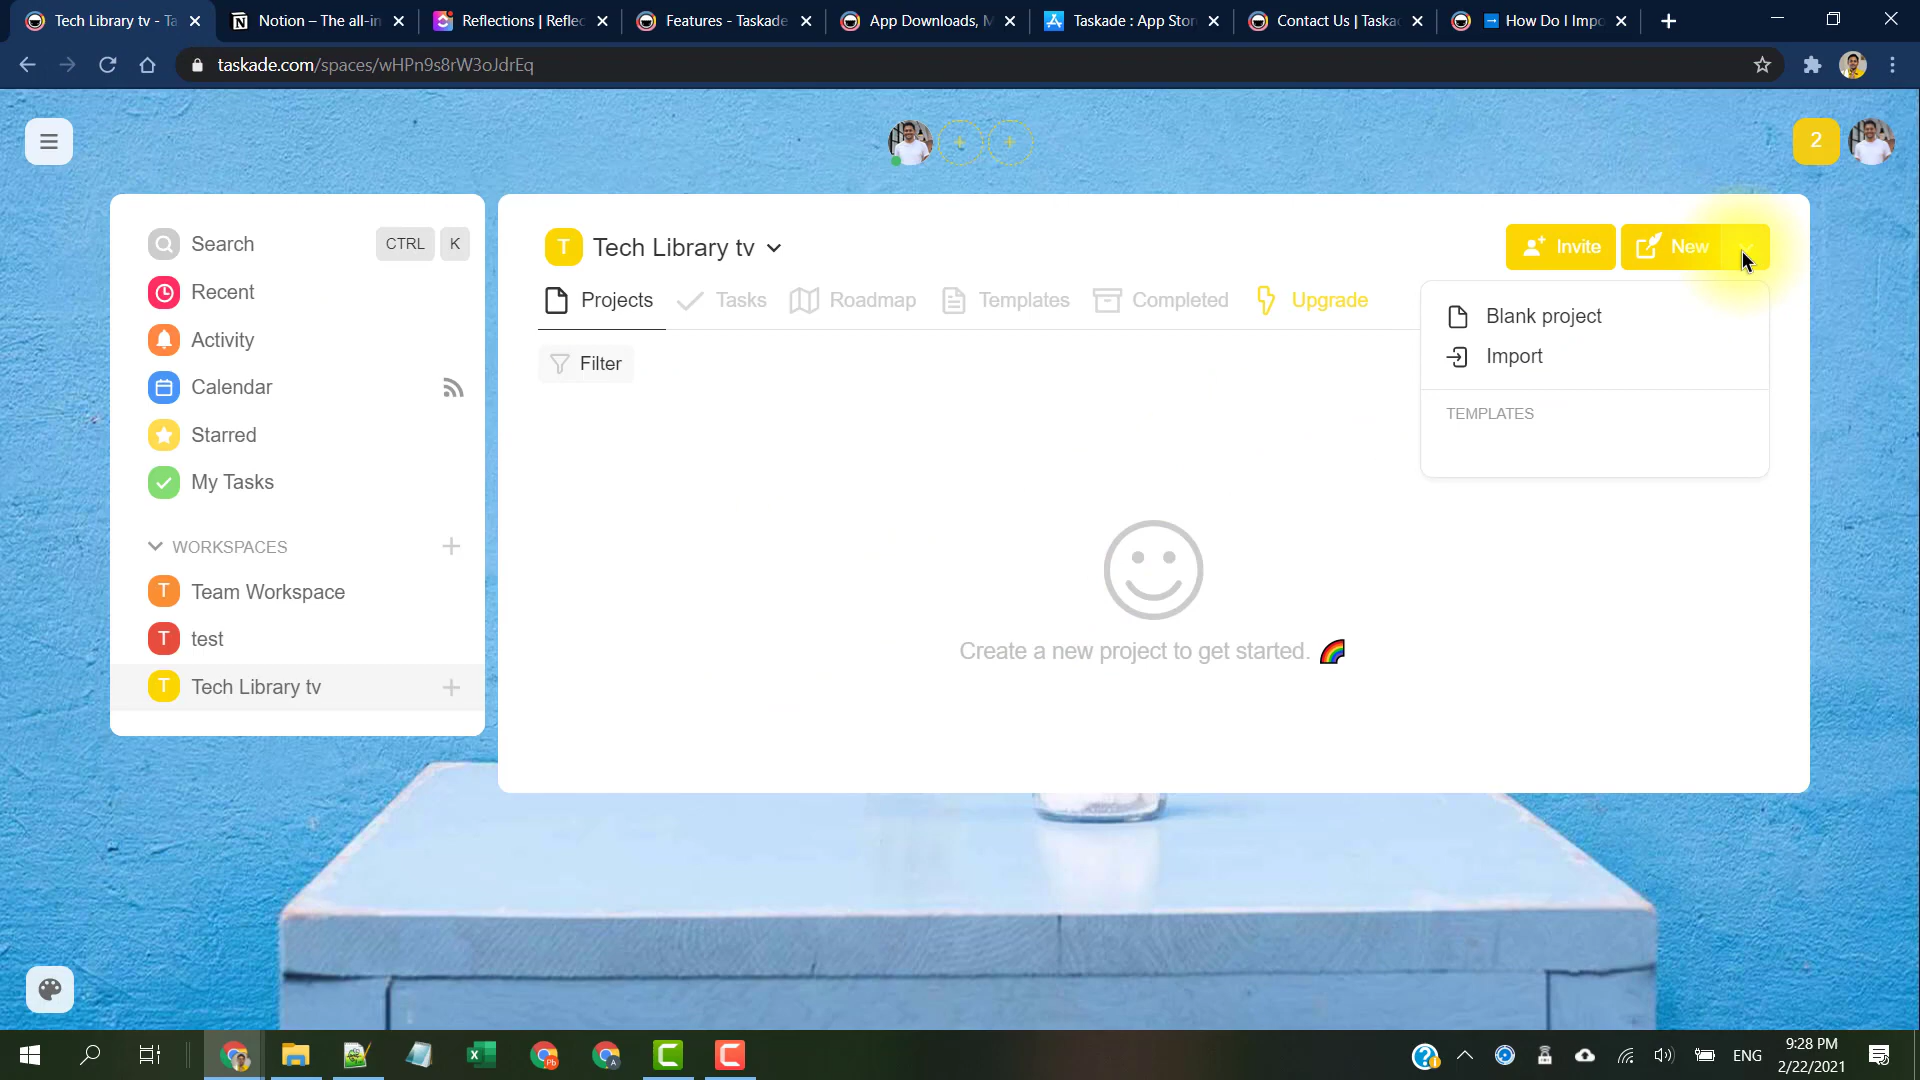 Tech Library tv - Ta
Notion – The all-in
Reflections | Reflec
Features - Taskade
App Downloads, M
Taskade : App Stor
Contact Us | Taska
How Do I Impo
taskade.com/spaces/wHPn9s8rW3oJdrEq
2
Search CTRL K
Recent
Activity
Calendar
Starred
My Tasks
WORKSPACES
T Team Workspace
T test
T Tech Library tv
T Tech Library tv
Invite New
Projects Tasks Roadmap Templates Completed Upgrade
Filter
Blank project
Import
TEMPLATES
Create a new project to get started.
ENG
9:28 PM
2/22/2021